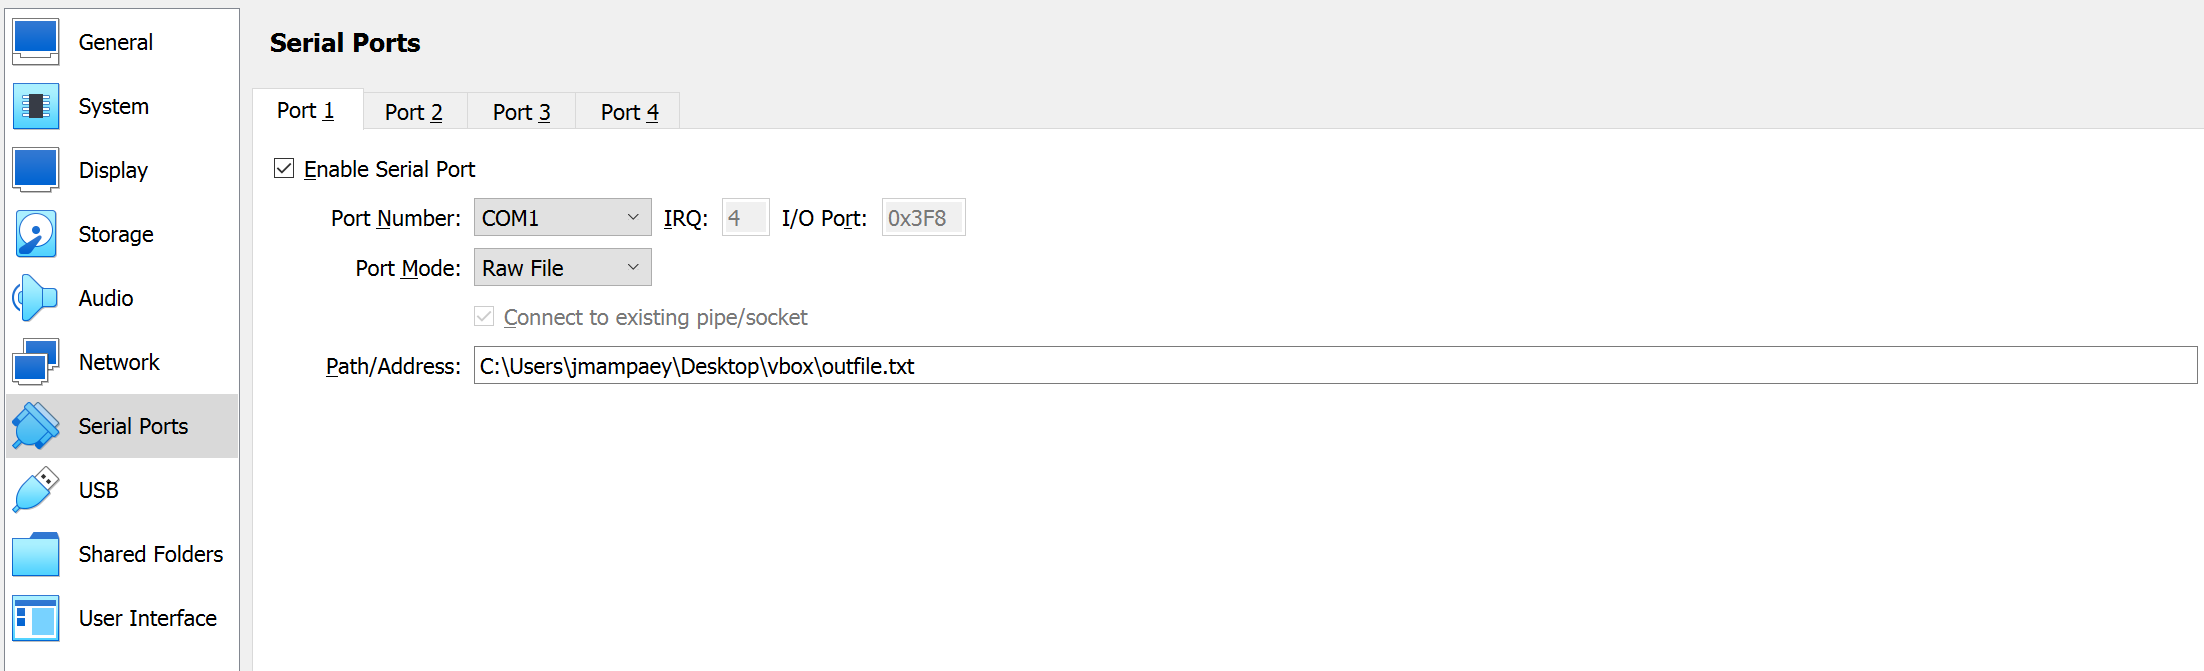 General
System
Display
Storage
Audio
Network
Serial Ports
USB
Shared Folders
User Interface
Serial Ports
Port 1 Port 2 Port 3 Port 4
Enable Serial Port
Port Number: COM1 IRQ: 4 I/O Port: 0x3F8
Port Mode: Raw File
Connect to existing pipe/socket
Path/Address: C:\Users\jmampaey\Desktop\vbox\outfile.txt